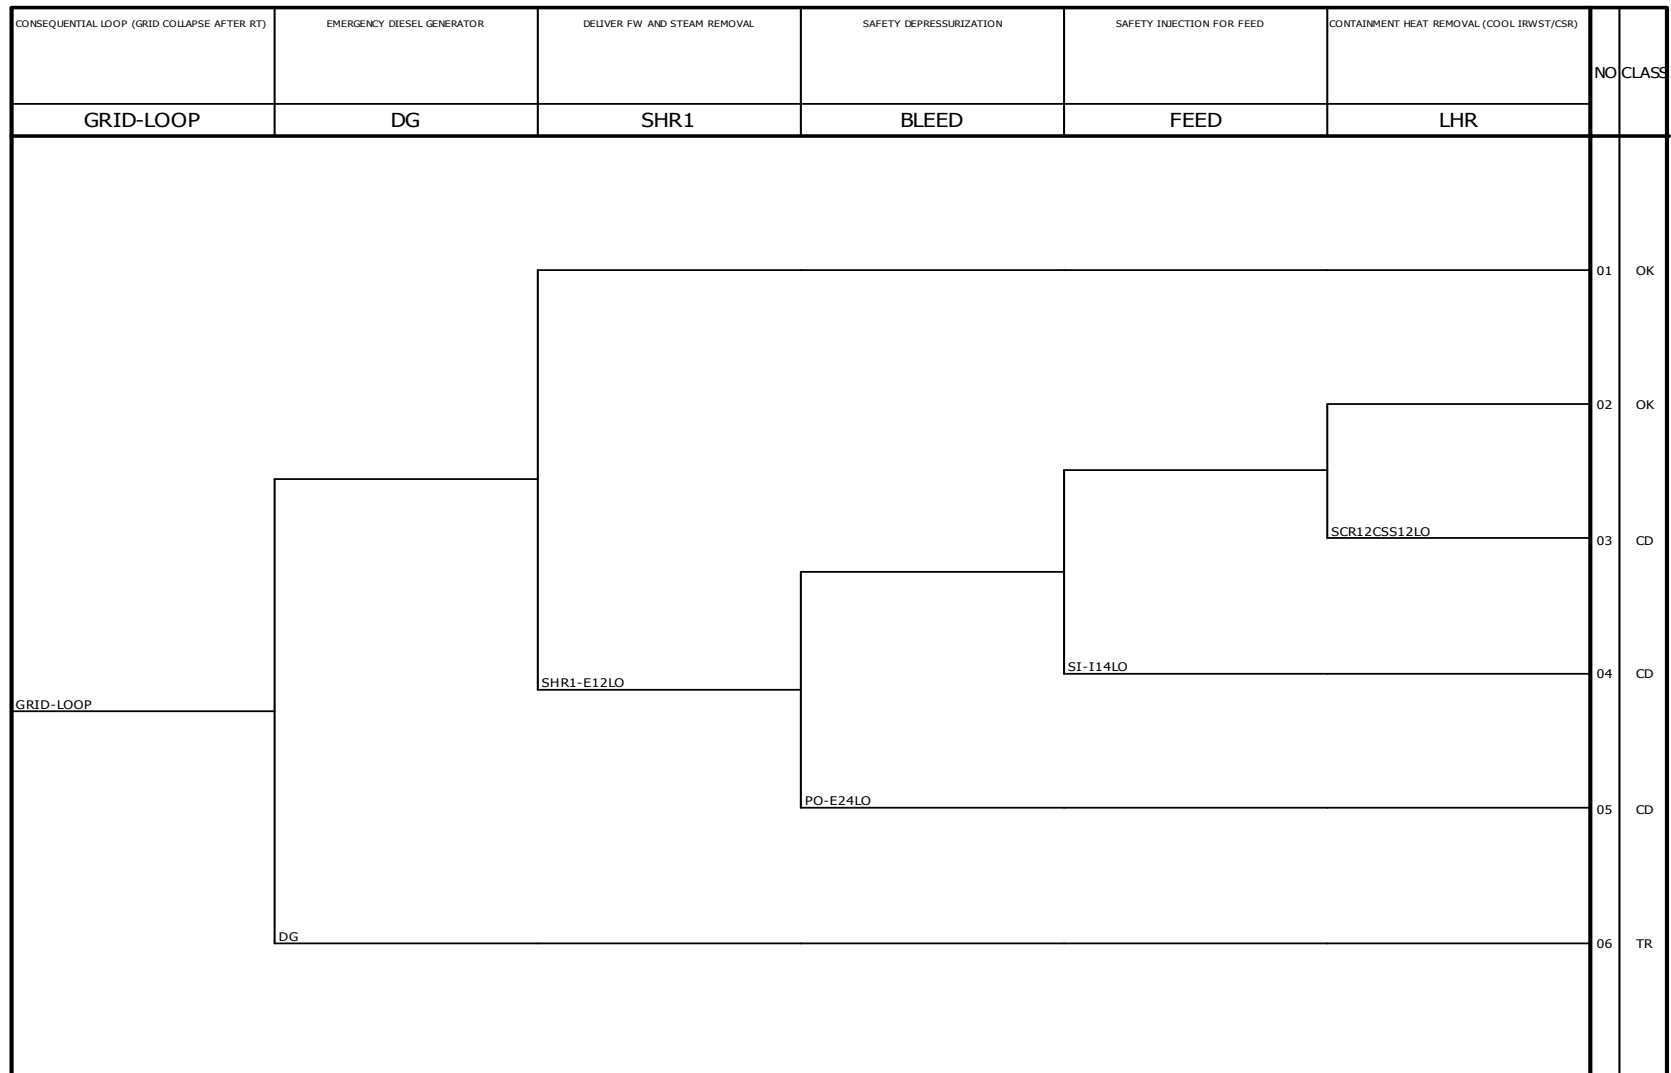 CONSEQUENTIAL LOOP (GRID COLLAPSE AFTER RT)
EMERGENCY DIESEL GENERATOR
DELIVER FW AND STEAM REMOVAL
SAFETY DEPRESSURIZATION
SAFETY INJECTION FOR FEED
CONTAINMENT HEAT REMOVAL (COOL IRWST/CSR)
NO
CLASS
GRID-LOOP
DG
SHR1
BLEED
FEED
LHR
01 OK
02 OK
SCR12CSS12LO
03 CD
SI-I14LO
04 CD
SHR1-E12LO
GRID-LOOP
PO-E24LO
05 CD
DG
06 TR